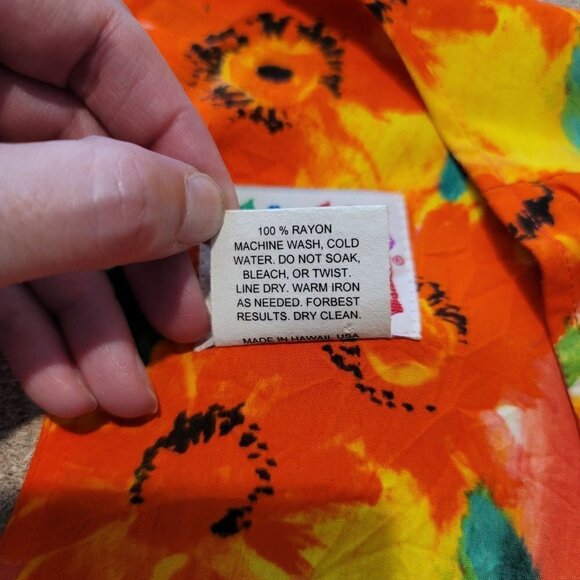 100 % RAYON
MACHINE WASH, COLD
WATER. DO NOT SOAK,
BLEACH, OR TWIST.
LINE DRY. WARM IRON
AS NEEDED. FORBEST
RESULTS. DRY CLEAN.
MADE IN HAWAII, USA